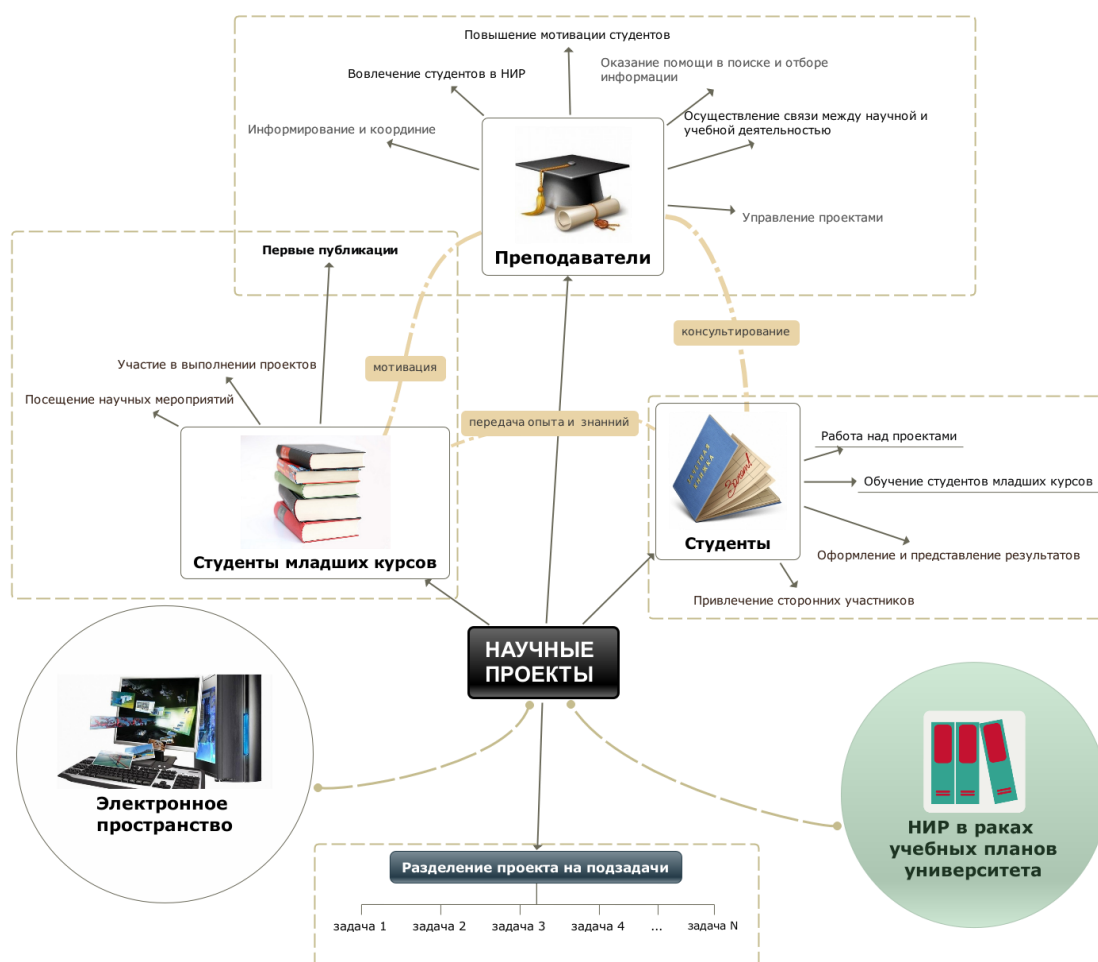 Повышение мотивации студентов
Оказание помощи в поиске и отборе
информации
Вовлечение студентов в НИР
Осуществление связи между научной и
учебной деятельностью
Информирование и координие
Управление проектами
Преподаватели
Первые публикации
консультирование
мотивация
Участие в выполнении проектов
Посещение научных мероприятий
передача опыта и знанний
Студенты младших курсов
ЗАЧЕТНАЯ
КНИЖКА
Зачет!
Студенты
Работа над проектами
Обучение студентов младших курсов
Оформление и представление результатов
Привлечение сторонних участников
НАУЧНЫЕ
ПРОЕКТЫ
Электронное
пространство
НИР в раках
учебных планов
университета
Разделение проекта на подзадачи
задача 1
задача 2
задача 3
задача 4
...
задача N